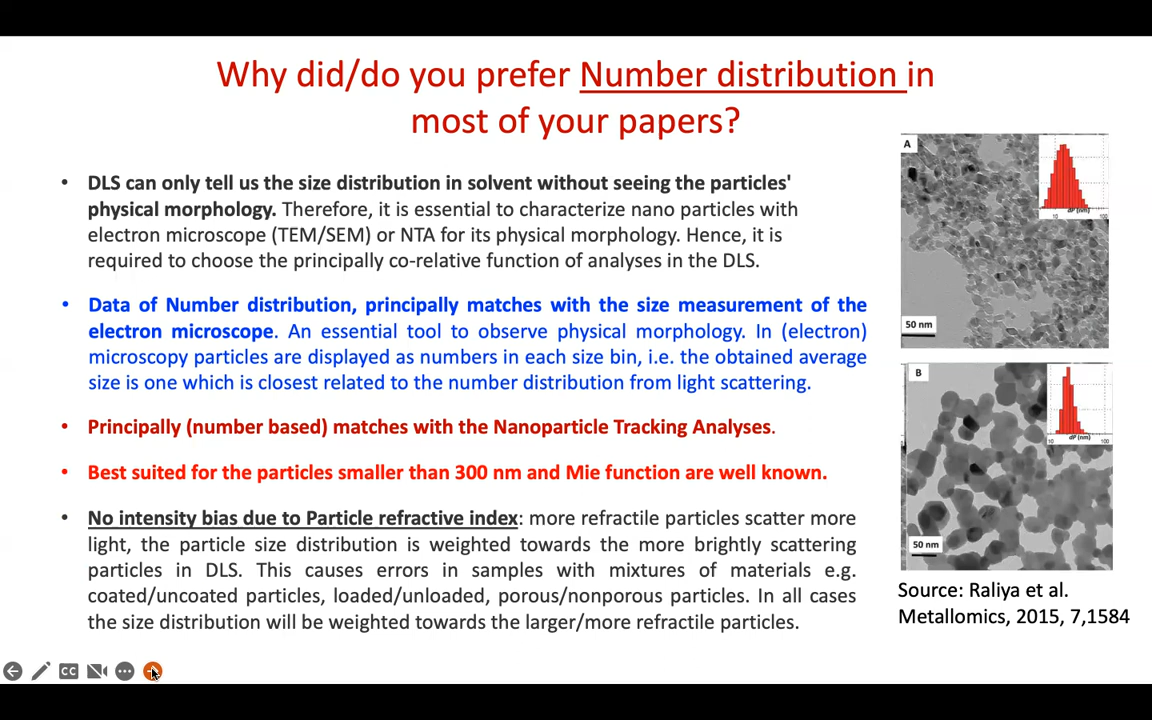 Why did/do you prefer Number distribution in
most of your papers?
• DLS can only tell us the size distribution in solvent without seeing the particles'
physical morphology. Therefore, it is essential to characterize nano particles with
electron microscope (TEM/SEM) or NTA for its physical morphology. Hence, it is
required to choose the principally co-relative function of analyses in the DLS.
• Data of Number distribution, principally matches with the size measurement of the
electron microscope. An essential tool to observe physical morphology. In (electron)
microscopy particles are displayed as numbers in each size bin, i.e. the obtained average
size is one which is closest related to the number distribution from light scattering.
• Principally (number based) matches with the Nanoparticle Tracking Analyses.
• Best suited for the particles smaller than 300 nm and Mie function are well known.
• No intensity bias due to Particle refractive index: more refractile particles scatter more
light, the particle size distribution is weighted towards the more brightly scattering
particles in DLS. This causes errors in samples with mixtures of materials e.g.
coated/uncoated particles, loaded/unloaded, porous/nonporous particles. In all cases
the size distribution will be weighted towards the larger/more refractile particles.
A
10 dP (nm) 100
50 nm
B
10 dP (nm) 100
50 nm
Source: Raliya et al.
Metallomics, 2015, 7,1584
CC